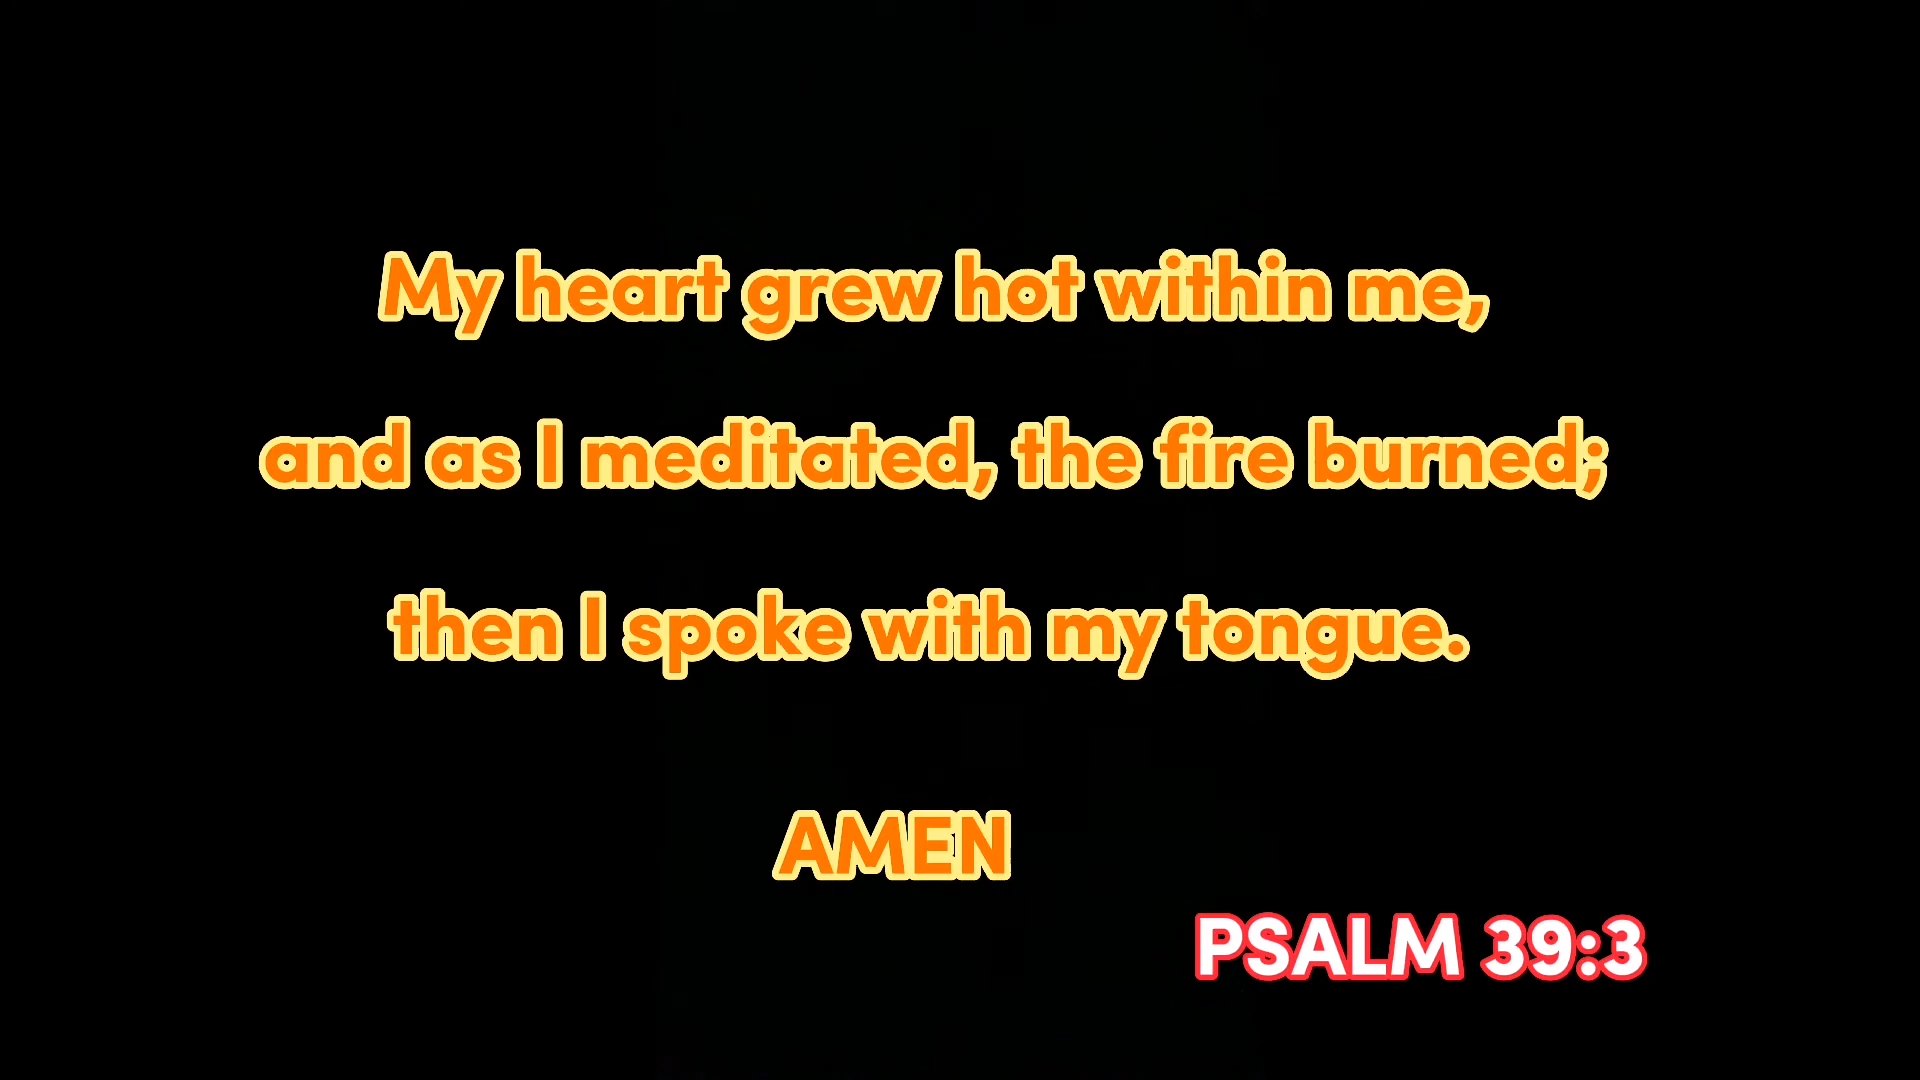 My heart grew hot within me,
and as I meditated, the fire burned;
then I spoke with my tongue.
AMEN
PSALM 39:3